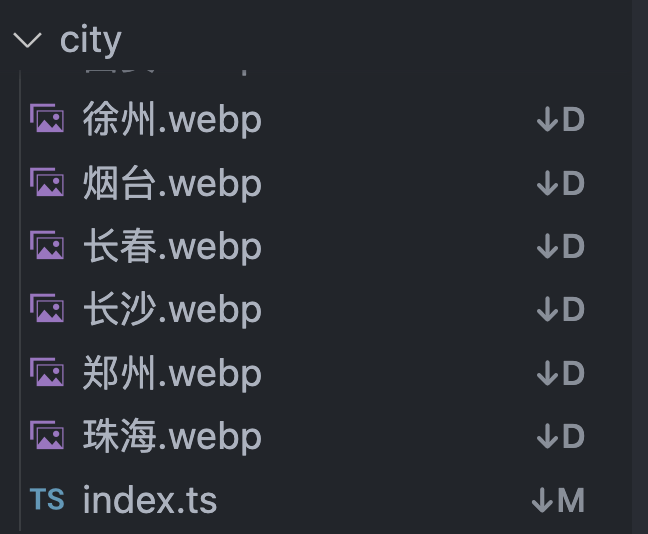 city
徐州.webp ↓D
烟台.webp ↓D
长春.webp ↓D
长沙.webp ↓D
郑州.webp ↓D
珠海.webp ↓D
TS index.ts ↓M